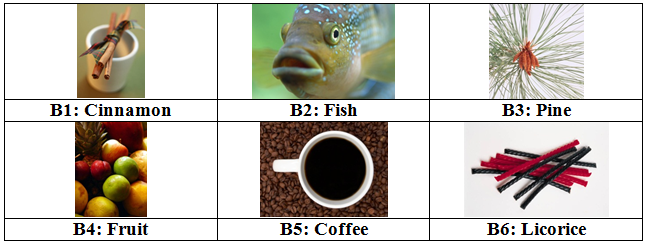 B1: Cinnamon
B2: Fish
B3: Pine
B4: Fruit
B5: Coffee
B6: Licorice